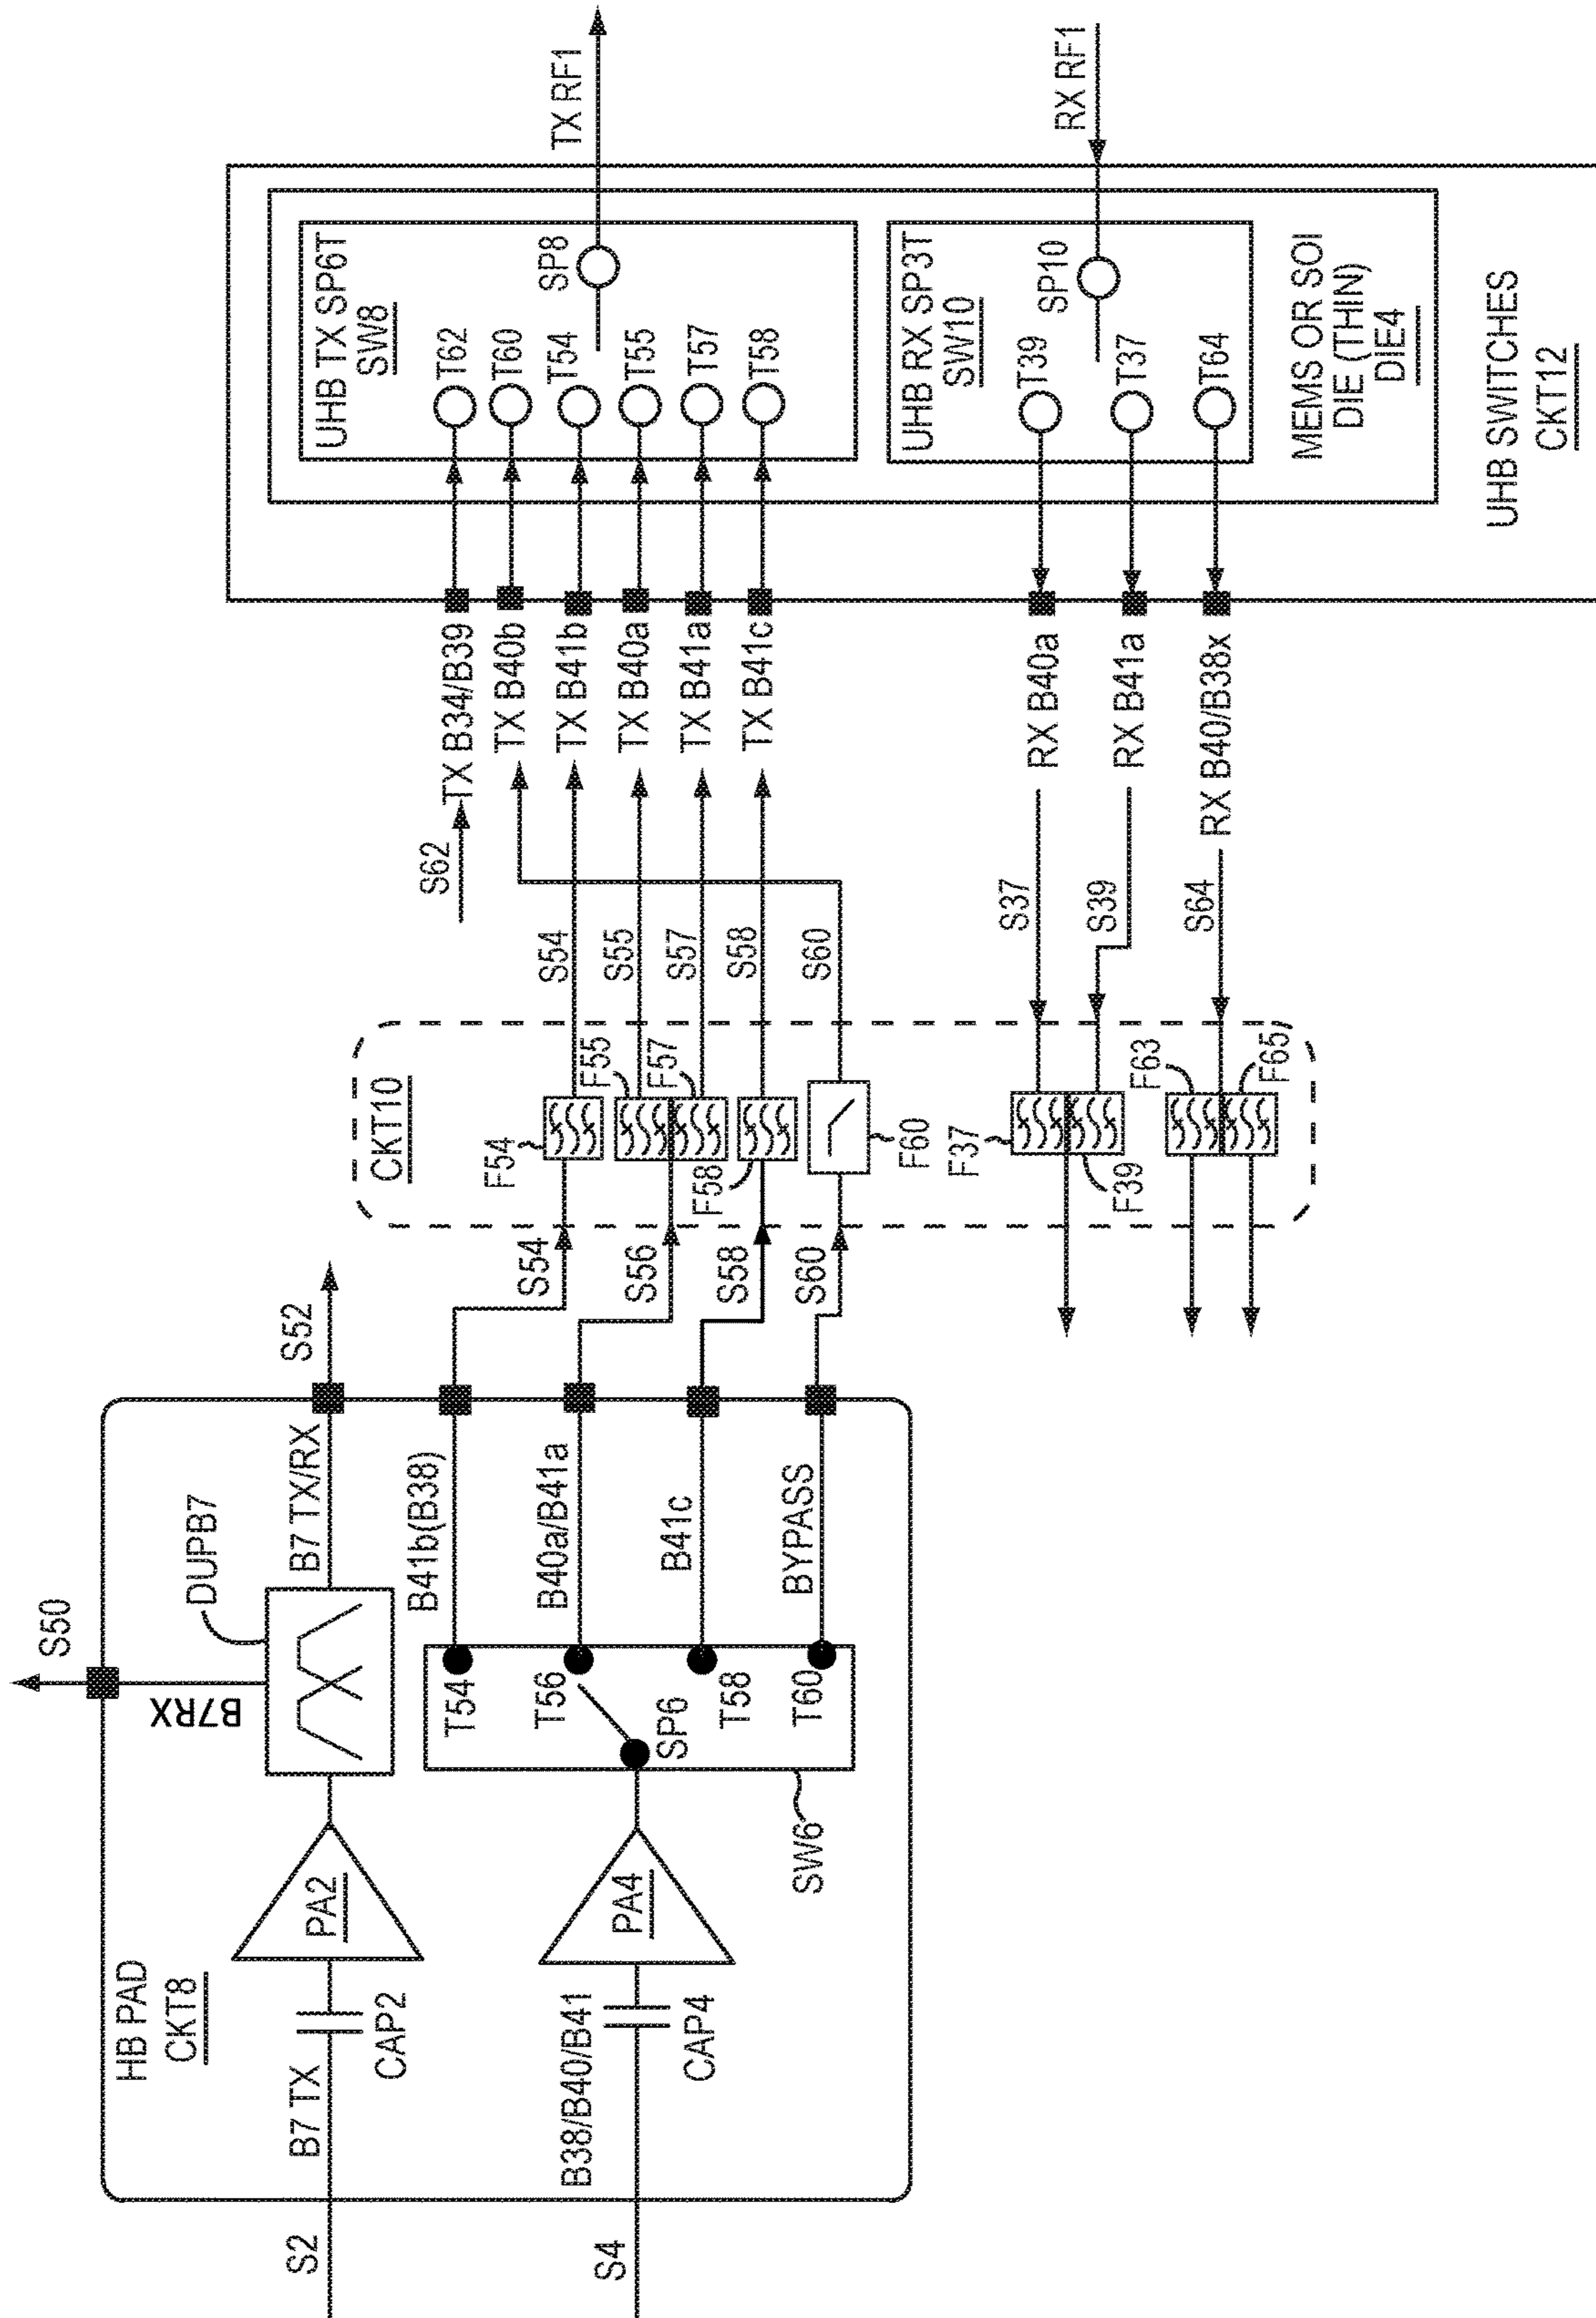 HB PAD
CKT8
S2
B7 TX
CAP2
PA2
S50
B7RX
DUPB7
B7 TX/RX
S52
S4
B38/B40/B41
CAP4
PA4
SW6
SP6
T54
T56
T58
T60
B41b(B38)
B40a/B41a
B41c
BYPASS
S54
S56
S58
S60
CKT10
F54
F55
F57
F58
F60
F37
F39
F63
F65
S54
S55
S57
S58
S60
S37
S39
S64
S62
TX B34/B39
TX B40b
TX B41b
TX B40a
TX B41a
TX B41c
RX B40a
RX B41a
RX B40/B38x
UHB TX SP6T
SW8
T62
T60
T54
T55
T57
T58
SP8
TX RF1
UHB RX SP3T
SW10
T39
T37
T64
SP10
RX RF1
MEMS OR SOI
DIE (THIN)
DIE4
UHB SWITCHES
CKT12